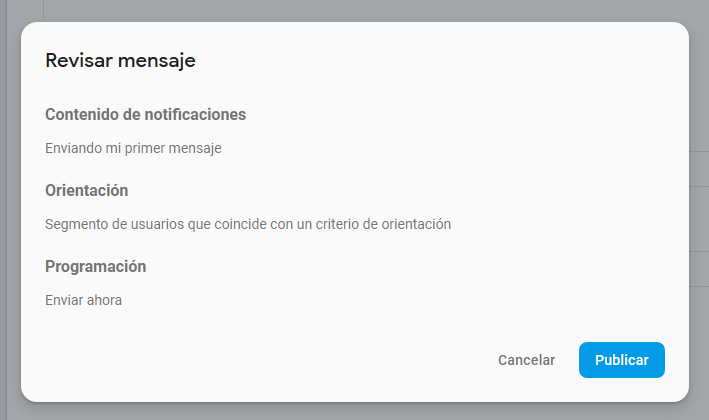 Revisar mensaje
Contenido de notificaciones
Enviando mi primer mensaje
Orientación
Segmento de usuarios que coincide con un criterio de orientación
Programación
Enviar ahora
Cancelar Publicar